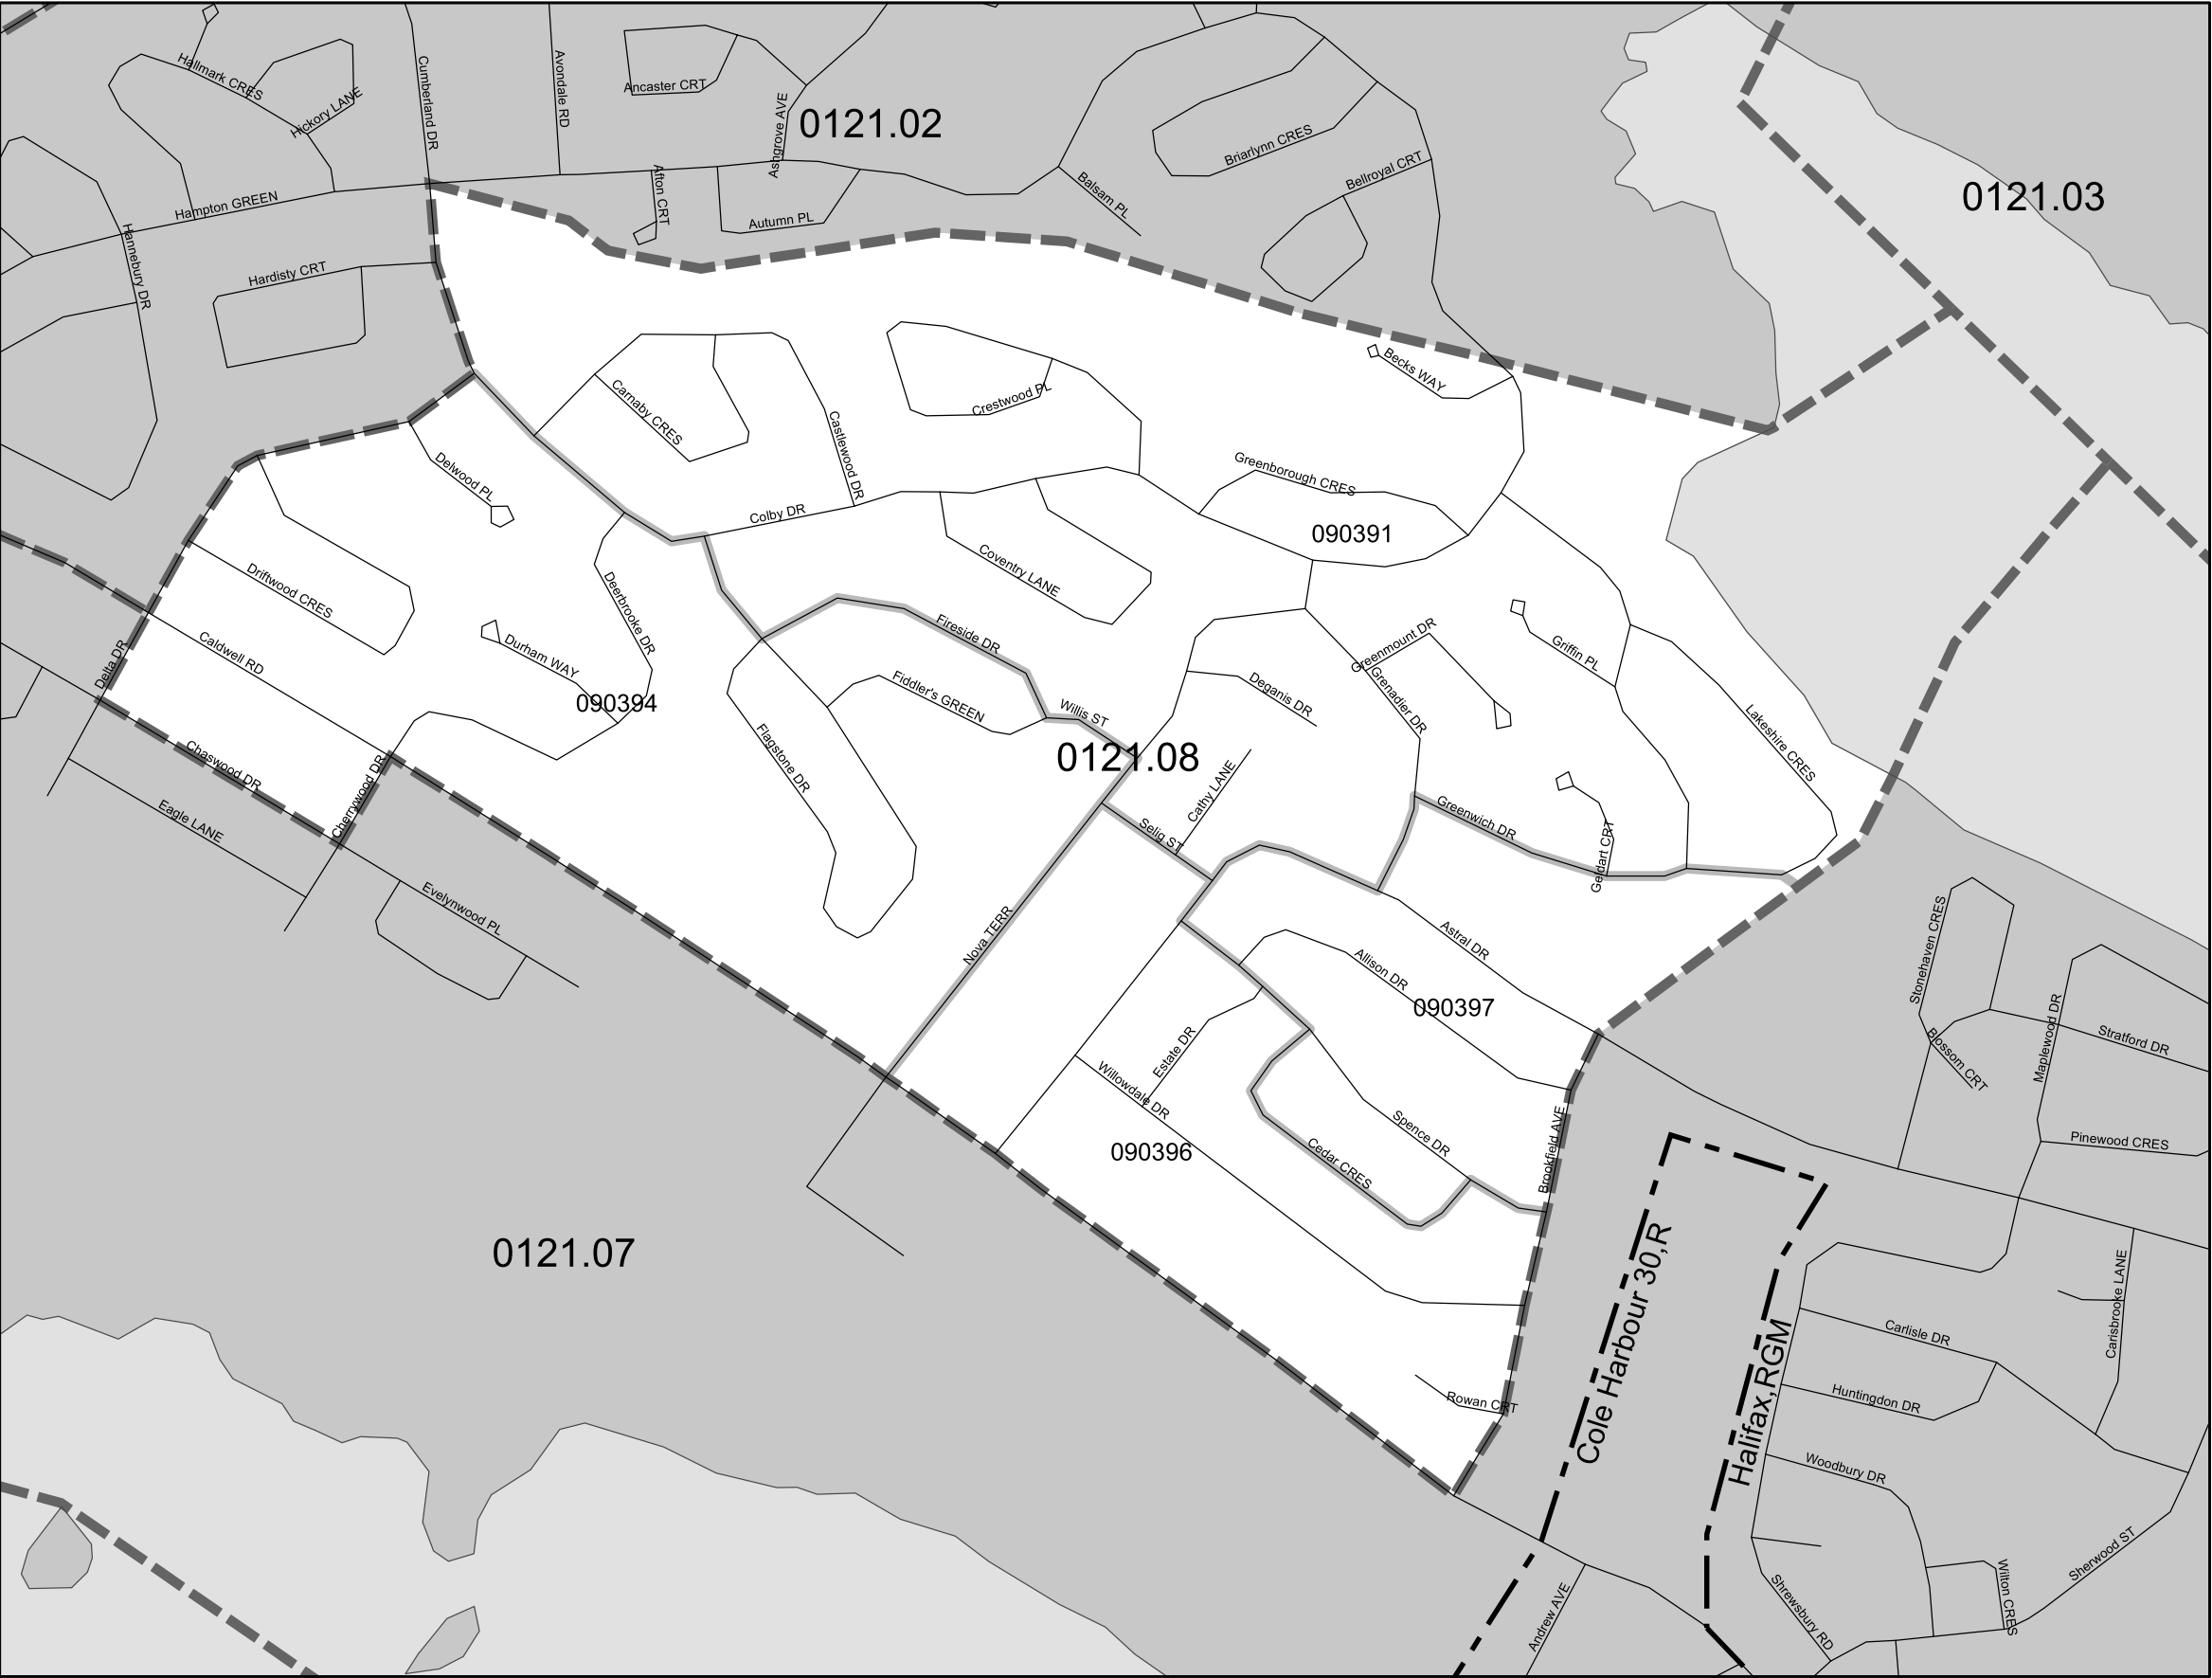 Hallmark CRES
Hickory LANE
Cumberland DR
Avondale RD
Ancaster CRT
Ashgrove AVE
0121.02
Briarlynn CRES
Bellroyal CRT
Balsam PL
0121.03
Hampton GREEN
Hannebury DR
Hardisty CRT
Afton CRT
Autumn PL
Becks WAY
Carnaby CRES
Castlewood DR
Crestwood PL
Delwood PL
Colby DR
Greenborough CRES
090391
Coventry LANE
Driftwood CRES
Deerbrooke DR
Durham WAY
090394
Fireside DR
Fiddler's GREEN
Greenmount DR
Griffin PL
Grenadier DR
Deganis DR
Delta DR
Caldwell RD
Willis ST
Lakeshire CRES
Flagstone DR
0121.08
Cathy LANE
Chaswood DR
Cherrywood DR
Eagle LANE
Selig ST
Greenwich DR
Geldart CRT
Evelynwood PL
Nova TERR
Astral DR
Allison DR
090397
Stonehaven CRES
Blossom CRT
Maplewood DR
Stratford DR
Estate DR
Willowdale DR
Spence DR
Cedar CRES
Brookfield AVE
Pinewood CRES
090396
0121.07
Cole Harbour 30,R
Halifax,RGM
Carisbrooke LANE
Carlisle DR
Huntingdon DR
Rowan CRT
Woodbury DR
Sherwood ST
Wilton CRES
Shrewsbury RD
Andrew AVE